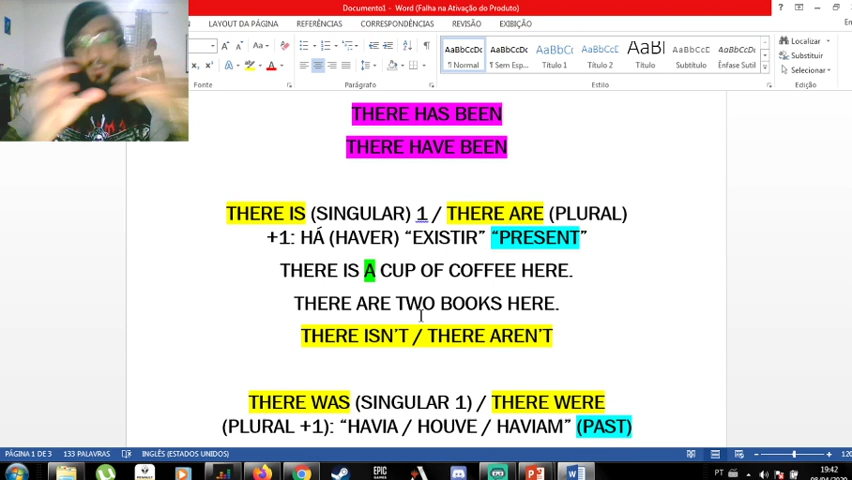 Document1 - Word (Falha na Ativação do Produto)
LAYOUT DA PÁGINA REFERÊNCIAS CORRESPONDÊNCIAS REVISÃO EXIBIÇÃO
Localizar
Substituir
Selecionar
AaBbCcDc AaBbCcDc AaBbCc AaBbCcD AaBl AaBbCcD AaBbCcDc
¶ Normal ¶ Sem Esp... Título 1 Título 2 Título Subtítulo Ênfase Sutil
Fonte Parágrafo Estilo
THERE HAS BEEN
THERE HAVE BEEN
THERE IS (SINGULAR) 1 / THERE ARE (PLURAL)
+1: HÁ (HAVER) “EXISTIR” “PRESENT”
THERE IS A CUP OF COFFEE HERE.
THERE ARE TWO BOOKS HERE.
THERE ISN’T / THERE AREN’T
THERE WAS (SINGULAR 1) / THERE WERE
(PLURAL +1): “HAVIA / HOUVE / HAVIAM” (PAST)
PÁGINA 1 DE 3 133 PALAVRAS INGLÊS (ESTADOS UNIDOS)
PT 19:42